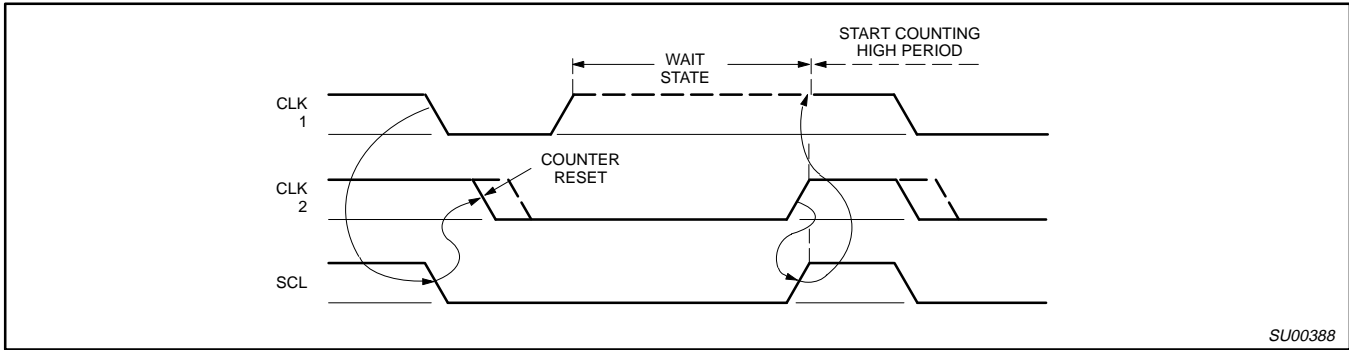 START COUNTING
HIGH PERIOD
WAIT
STATE
CLK
1
COUNTER
RESET
CLK
2
SCL
SU00388